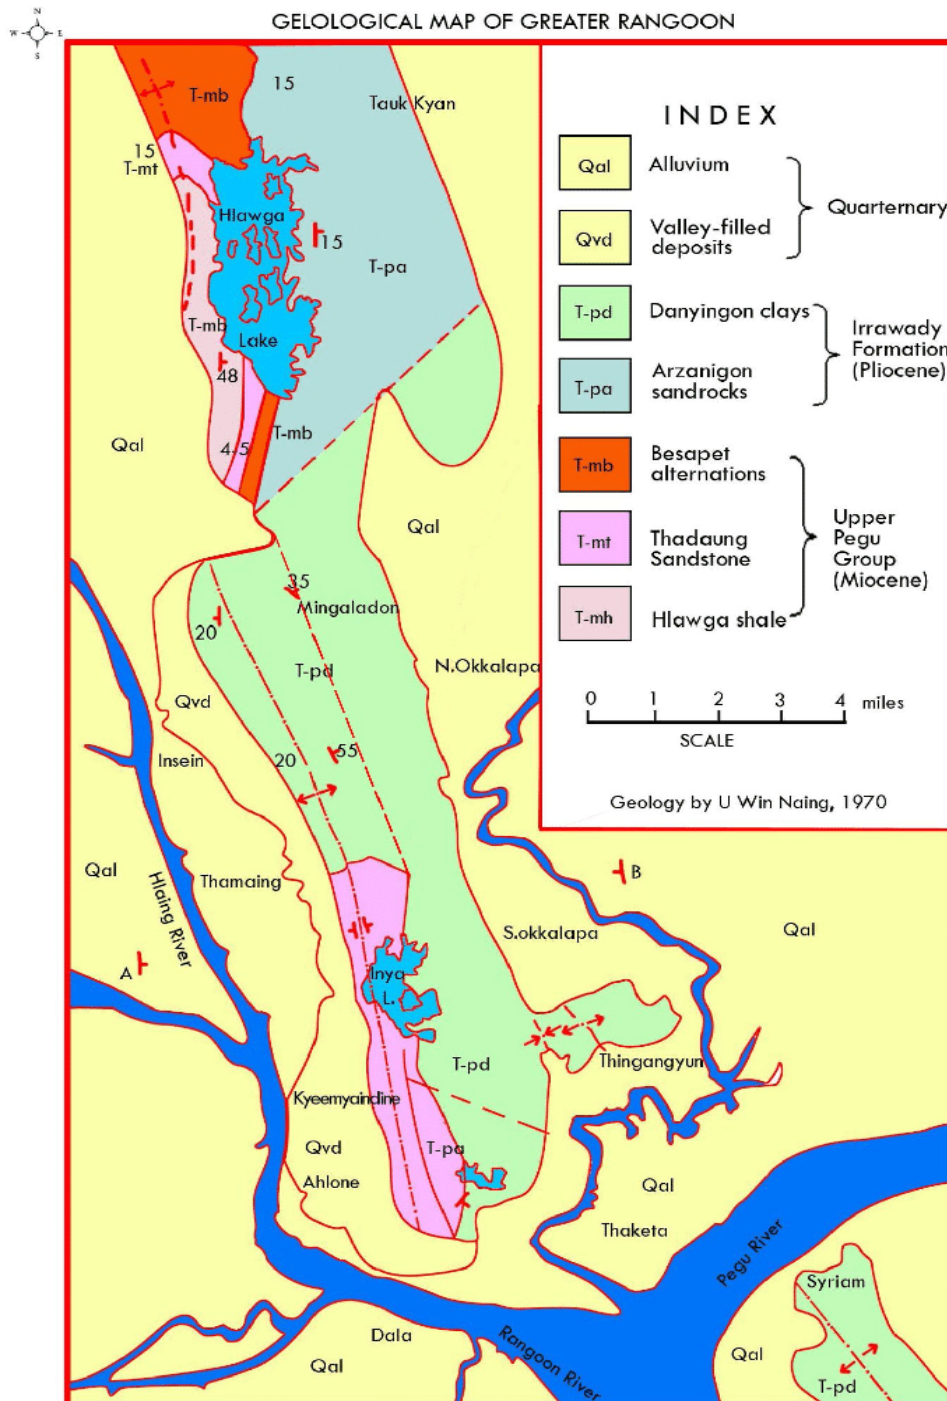 N
W E
S
GELOLOGICAL MAP OF GREATER RANGOON
T-mb
15
Tauk Kyan
15
T-mt
Hlawga
15
T-pa
T-mb
Lake
48
T-mb
4.5
Qal
Qal
35
Mingaladon
20
T-pd
N.Okkalapa
Qvd
Insein
20
55
Qal
Thamaing
Hlaing River
B
S.okkalapa
Qal
A
Inya
L.
T-pd
Thingangyun
Kyeemyaindine
Qvd
T-pa
Ahlone
Qal
Thaketa
Pegu River
Syriam
Dala
Qal
Rangoon River
Qal
T-pd
INDEX
Qal Alluvium
Qvd Valley-filled
deposits
Quarternary
T-pd Danyingon clays
T-pa Arzanigon
sandrocks
Irrawady
Formation
(Pliocene)
T-mb Besapet
alternations
T-mt Thadaung
Sandstone
T-mh Hlawga shale
Upper
Pegu
Group
(Miocene)
0 1 2 3 4 miles
SCALE
Geology by U Win Naing, 1970